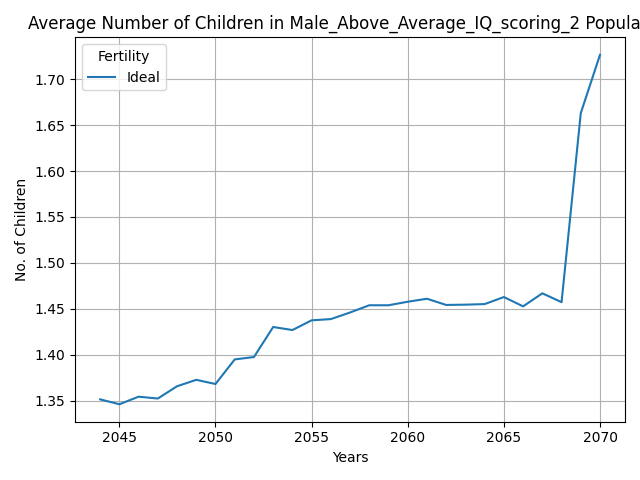 Average Number of Children in Male_Above_Average_IQ_scoring_2 Popula
Fertility
Ideal
No. of Children
1.70
1.65
1.60
1.55
1.50
1.45
1.40
1.35
2045 2050 2055 2060 2065 2070
Years